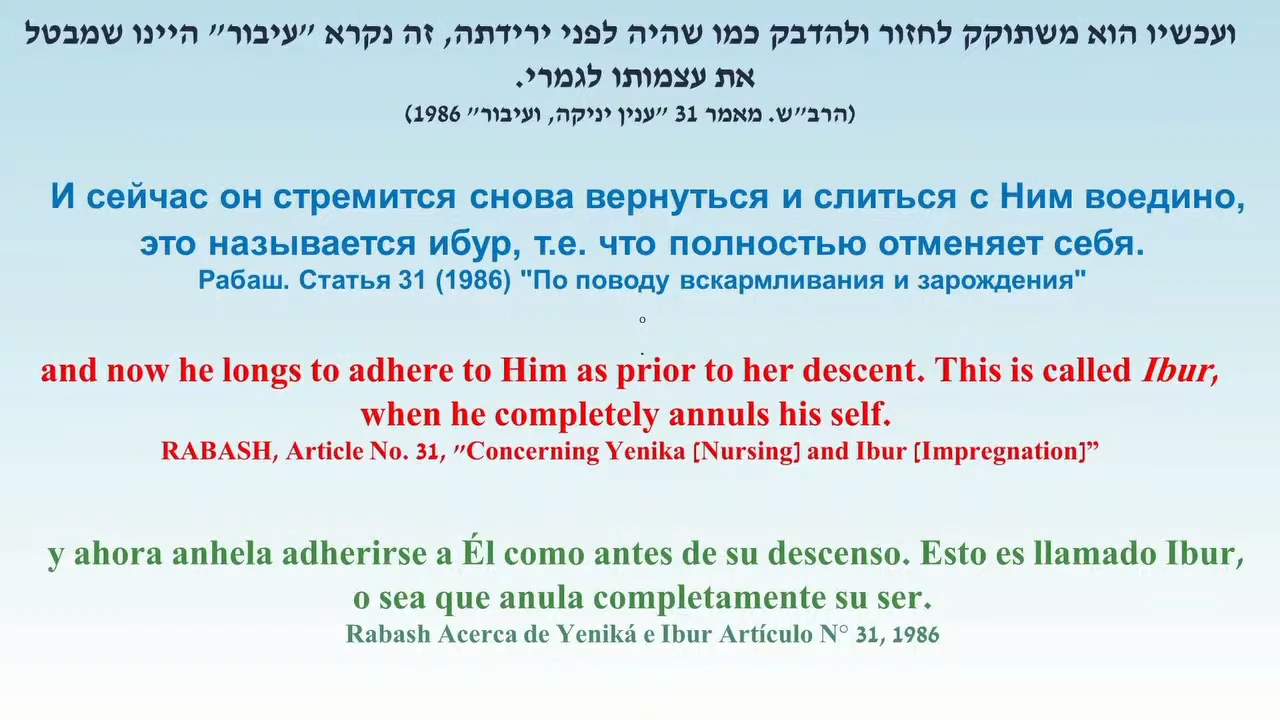 ועכשיו הוא משתוקק לחזור ולהדבק כמו שהיה לפני ירידתה, זה נקרא "עיבור" היינו שמבטל
את עצמותו לגמרי.
(הרב"ש. מאמר 31 "ענין יניקה, ועיבור" 1986)
И сейчас он стремится снова вернуться и слиться с Ним воедино,
это называется ибур, т.е. что полностью отменяет себя.
Рабаш. Статья 31 (1986) "По поводу вскармливания и зарождения"
о
.
and now he longs to adhere to Him as prior to her descent. This is called Ibur,
when he completely annuls his self.
RABASH, Article No. 31, "Concerning Yenika [Nursing] and Ibur [Impregnation]”
y ahora anhela adherirse a Él como antes de su descenso. Esto es llamado Ibur,
o sea que anula completamente su ser.
Rabash Acerca de Yeniká e Ibur Artículo N° 31, 1986